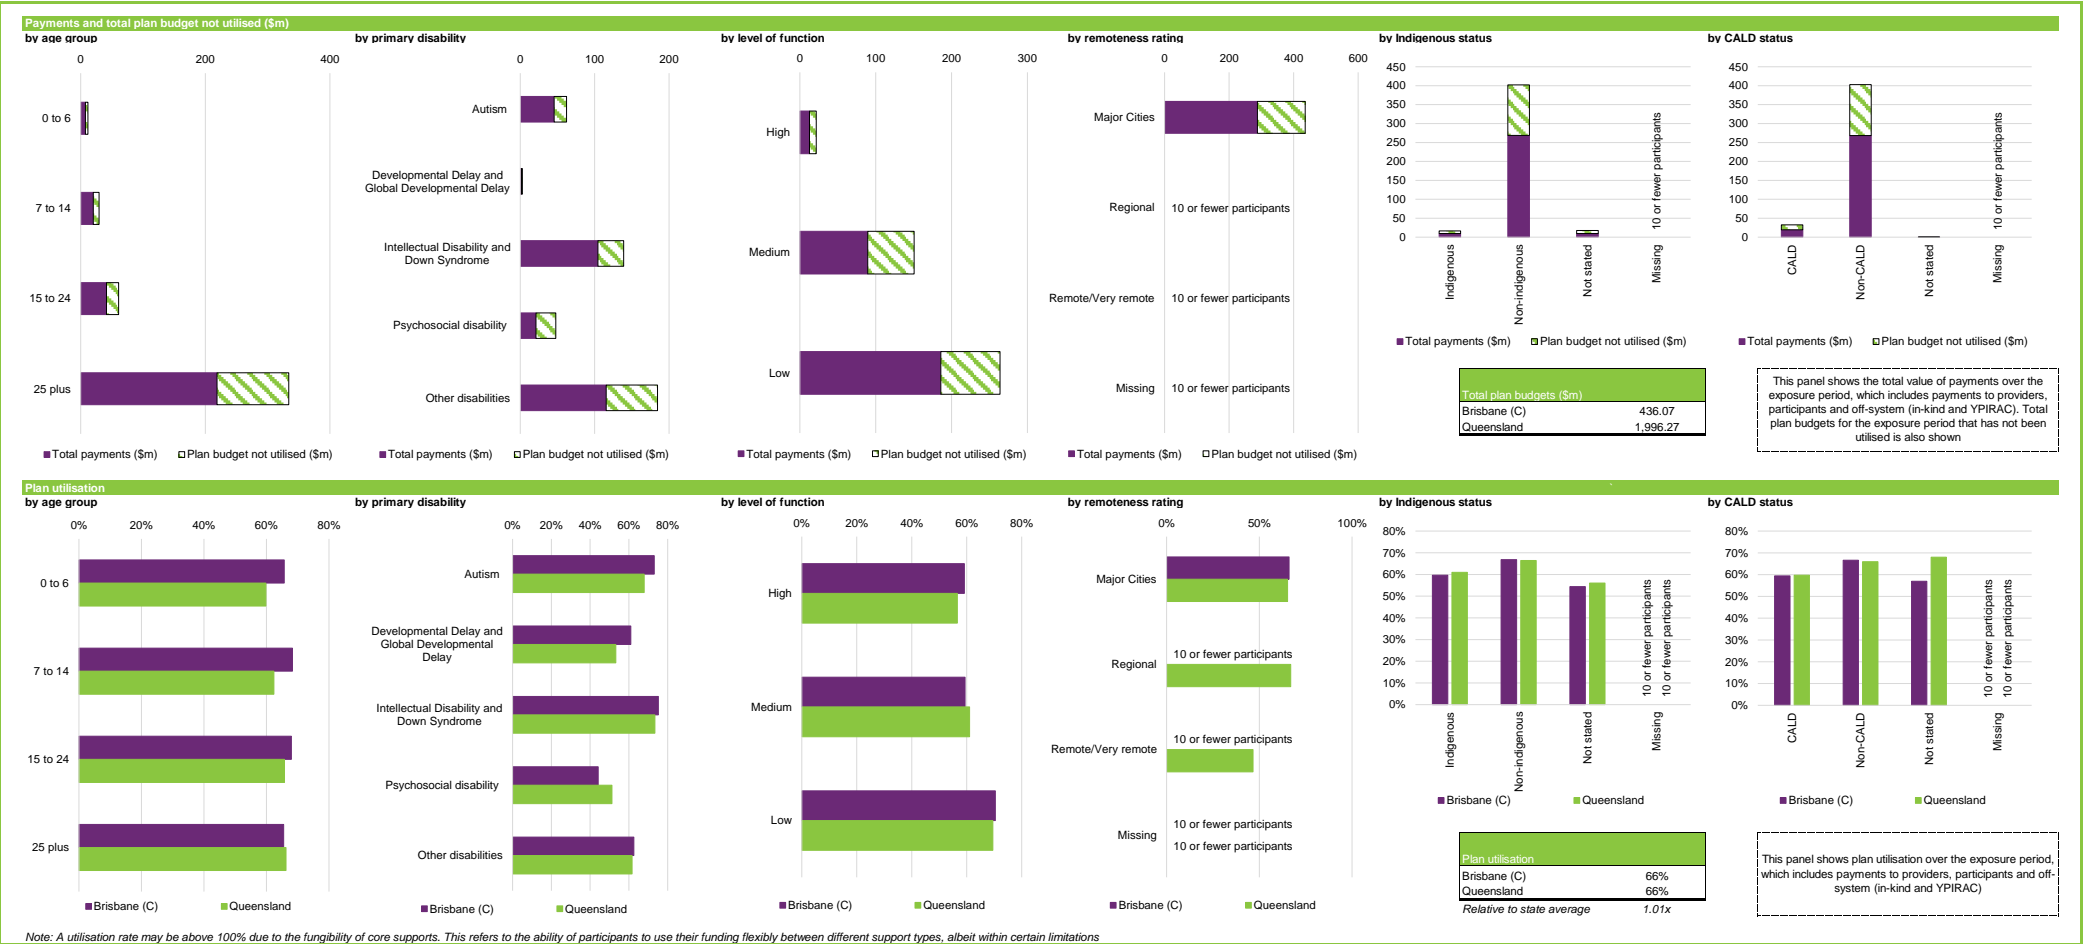 Payments and total plan budget not utilised ($m)
by age group
0 200 400
0 to 6
7 to 14
15 to 24
25 plus
Total payments ($m) Plan budget not utilised ($m)
by primary disability
0 100 200
Autism
Developmental Delay and
Global Developmental Delay
Intellectual Disability and
Down Syndrome
Psychosocial disability
Other disabilities
Total payments ($m) Plan budget not utilised ($m)
by level of function
0 100 200 300
High
Medium
Low
Total payments ($m) Plan budget not utilised ($m)
by remoteness rating
0 200 400 600
Major Cities
Regional 10 or fewer participants
Remote/Very remote 10 or fewer participants
Missing 10 or fewer participants
Total payments ($m) Plan budget not utilised ($m)
by Indigenous status
450
400
350
300
250
200
150
100
50
0
10 or fewer participants
Indigenous
Non-indigenous
Not stated
Missing
Total payments ($m) Plan budget not utilised ($m)
Total plan budgets ($m)
Brisbane (C) 436.07
Queensland 1,996.27
by CALD status
450
400
350
300
250
200
150
100
50
0
10 or fewer participants
CALD
Non-CALD
Not stated
Missing
Total payments ($m) Plan budget not utilised ($m)
This panel shows the total value of payments over the
exposure period, which includes payments to providers,
participants and off-system (in-kind and YPIRAC). Total
plan budgets for the exposure period that has not been
utilised is also shown
Plan utilisation
by age group
0% 20% 40% 60% 80%
0 to 6
7 to 14
15 to 24
25 plus
Brisbane (C) Queensland
by primary disability
0% 20% 40% 60% 80%
Autism
Developmental Delay and
Global Developmental
Delay
Intellectual Disability and
Down Syndrome
Psychosocial disability
Other disabilities
Brisbane (C) Queensland
by level of function
0% 20% 40% 60% 80%
High
Medium
Low
Brisbane (C) Queensland
by remoteness rating
0% 50% 100%
Major Cities
Regional
10 or fewer participants
Remote/Very remote
10 or fewer participants
Missing
10 or fewer participants
10 or fewer participants
Brisbane (C) Queensland
by Indigenous status
80%
70%
60%
50%
40%
30%
20%
10%
0%
10 or fewer participants
10 or fewer participants
Indigenous
Non-indigenous
Not stated
Missing
Brisbane (C) Queensland
Plan utilisation
Brisbane (C) 66%
Queensland 66%
Relative to state average 1.01x
by CALD status
80%
70%
60%
50%
40%
30%
20%
10%
0%
10 or fewer participants
10 or fewer participants
CALD
Non-CALD
Not stated
Missing
Brisbane (C) Queensland
This panel shows plan utilisation over the exposure period,
which includes payments to providers, participants and off-
system (in-kind and YPIRAC)
Note: A utilisation rate may be above 100% due to the fungibility of core supports. This refers to the ability of participants to use their funding flexibly between different support types, albeit within certain limitations